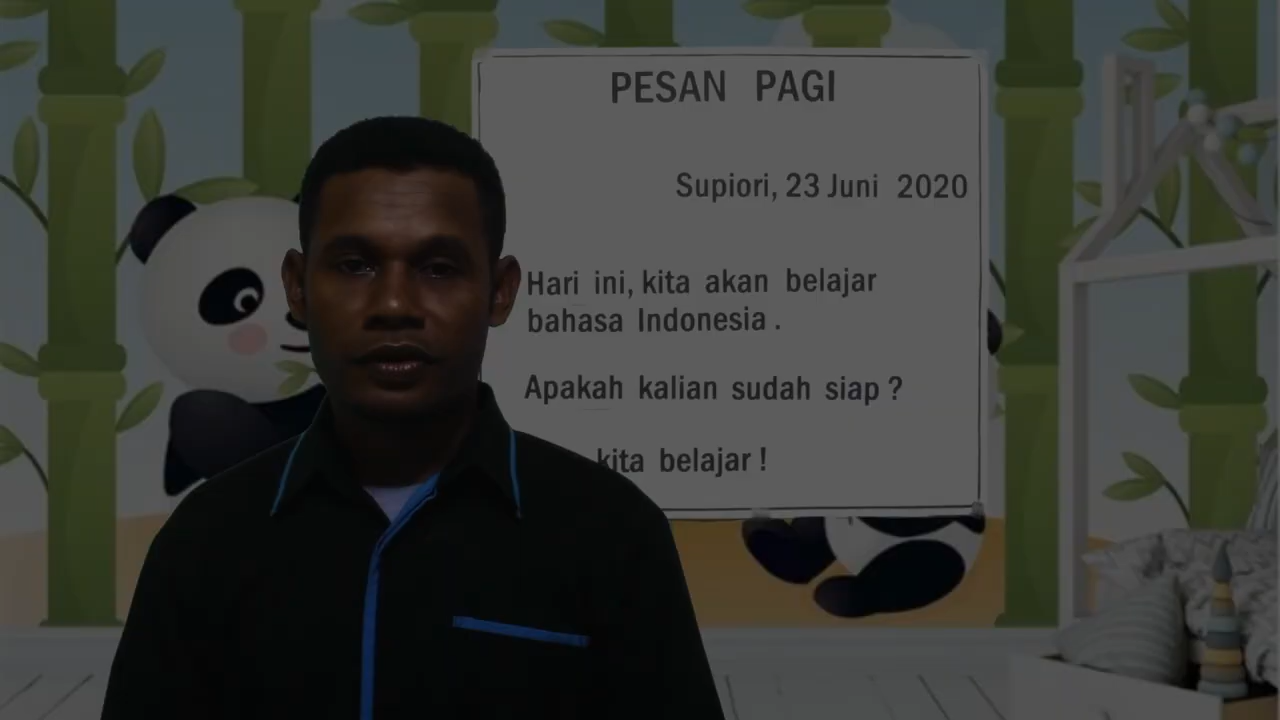 PESAN PAGI
Supiori, 23 Juni 2020
Hari ini, kita akan belajar
bahasa Indonesia.
Apakah kalian sudah siap?
kita belajar!